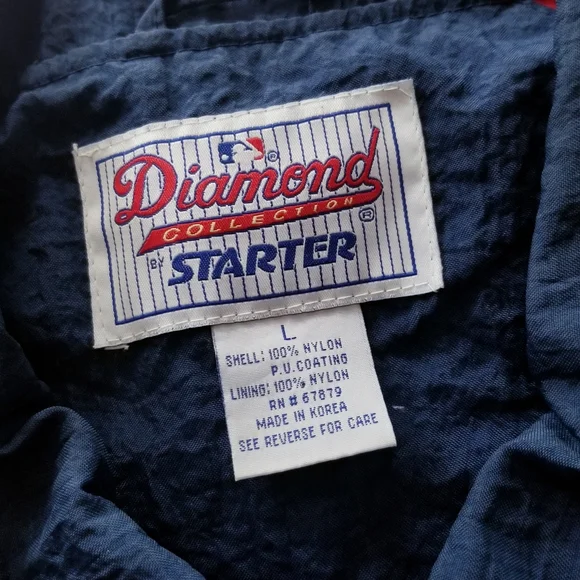 Diamond ®
COLLECTION ®
BY STARTER
L
SHELL: 100% NYLON
P.U.COATING
LINING: 100% NYLON
RN# 67879
MADE IN KOREA
SEE REVERSE FOR CARE